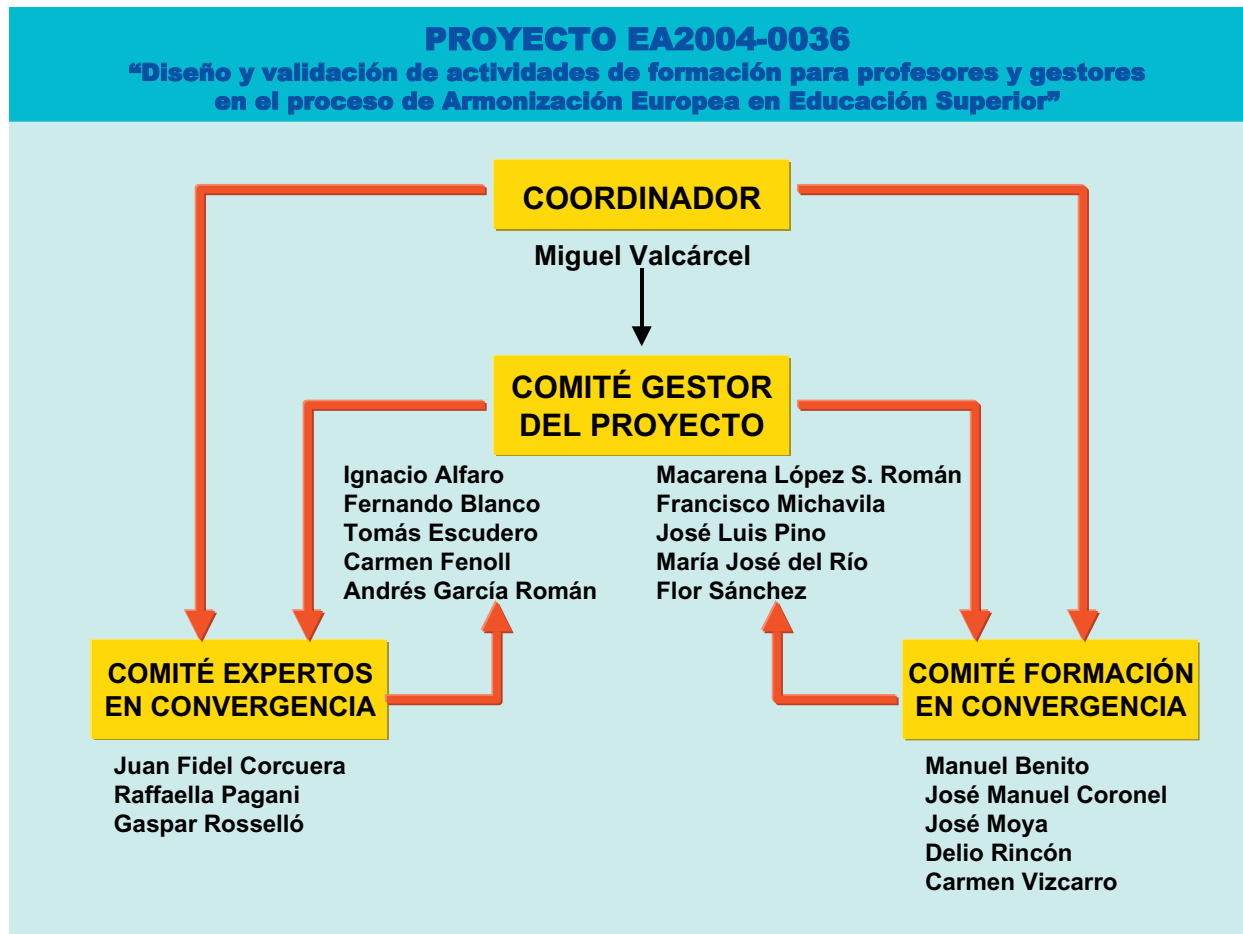 PROYECTO EA2004-0036
“Diseño y validación de actividades de formación para profesores y gestores
en el proceso de Armonización Europea en Educación Superior”
COORDINADOR
Miguel Valcárcel
COMITÉ GESTOR
DEL PROYECTO
Ignacio Alfaro
Fernando Blanco
Tomás Escudero
Carmen Fenoll
Andrés García Román
Macarena López S. Román
Francisco Michavila
José Luis Pino
María José del Río
Flor Sánchez
COMITÉ EXPERTOS
EN CONVERGENCIA
Juan Fidel Corcuera
Raffaella Pagani
Gaspar Rosselló
COMITÉ FORMACIÓN
EN CONVERGENCIA
Manuel Benito
José Manuel Coronel
José Moya
Delio Rincón
Carmen Vizcarro